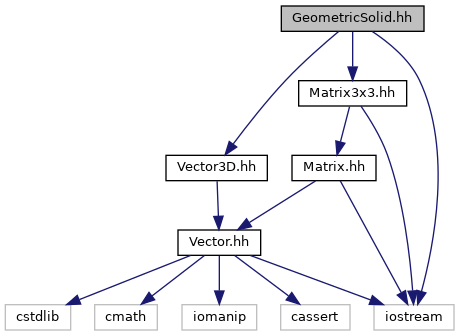 GeometricSolid.hh
Matrix3x3.hh
Vector3D.hh
Matrix.hh
Vector.hh
cstdlib
cmath
iomanip
cassert
iostream